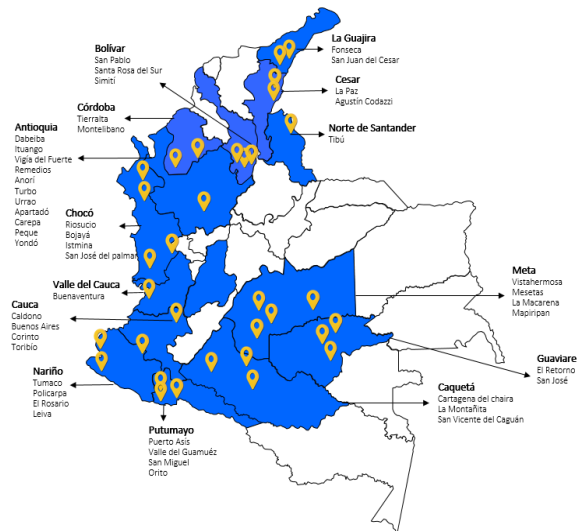 Bolívar
San Pablo
Santa Rosa del Sur
Simití
La Guajira
Fonseca
San Juan del Cesar
Cesar
La Paz
Agustín Codazzi
Córdoba
Tierralta
Montelibano
Norte de Santander
Tibú
Antioquia
Dabeiba
Ituango
Vigía del Fuerte
Remedios
Anorí
Turbo
Urrao
Apartadó
Carepa
Peque
Yondó
Chocó
Riosucio
Bojayá
Istmina
San José del palmar
Valle del Cauca
Buenaventura
Meta
Vistahermosa
Mesetas
La Macarena
Mapiripan
Cauca
Caldono
Buenos Aires
Corinto
Toribío
Guaviare
El Retorno
San José
Nariño
Tumaco
Policarpa
El Rosario
Leiva
Caquetá
Cartagena del chaira
La Montañita
San Vicente del Caguán
Putumayo
Puerto Asís
Valle del Guamuéz
San Miguel
Orito